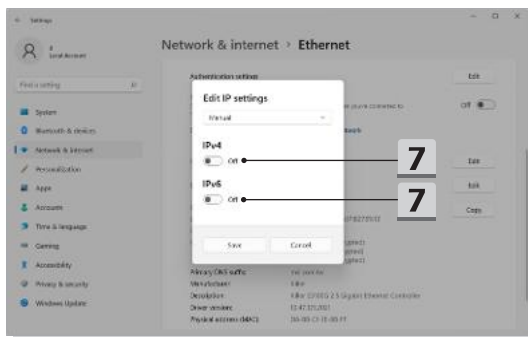 Settings
Local Account
Find a setting
System
Bluetooth & devices
Network & internet
Personalization
Apps
Accounts
Time & language
Gaming
Accessibility
Privacy & security
Windows Update
Network & internet > Ethernet
Authentication settings
Edit
Off
Edit IP settings
Manual
IPv4
Off
7
IPv6
Off
7
Save
Cancel
Edit
Edit
Copy
Primary DNS suffix:
Manufacturer:
Description:
Driver version:
Physical address (MAC):